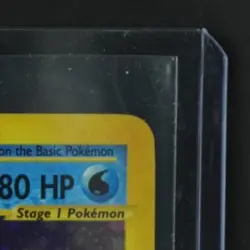 on the Basic Pokémon
80 HP
Stage 1 Pokémon